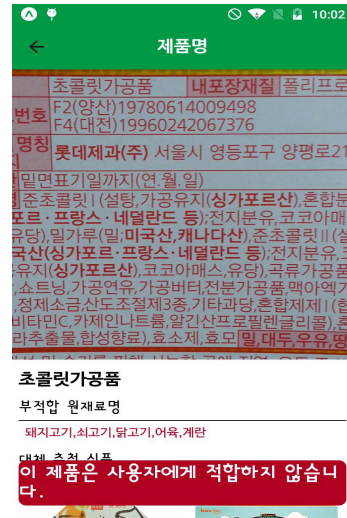 10:02
제품명
초콜릿가공품 내포장재질 폴리프로
번호 F2(양산)19780614009498
F4(대전)19960242067376
명칭 롯데제과(주) 서울시 영등포구 양평로21
밑면표기일까지(연.월.일)
명 준초콜릿Ⅰ(설탕,가공유지(싱가포르산),혼합분
포르·프랑스·네덜란드 등);전지분유,코코아매
유당),밀가루(밀;미국산,캐나다산),준초콜릿Ⅱ(설
국산(싱가포르·프랑스·네덜란드 등);전지분유,
유지(싱가포르산),코코아매스,유당),곡류가공품
,쇼트닝,가공연유,가공버터,전분가공품,맥아엑기
,정제소금,산도조절제3종,기타과당,혼합제제Ⅰ(
비타민C,카제인나트륨,알긴산프로필렌글리콜),
라추출물,합성향료),효소제,효모 밀,대두,우유,땅
초콜릿가공품
부적합 원재료명
돼지고기,쇠고기,닭고기,어육,계란
대체 추천 식품
이 제품은 사용자에게 적합하지 않습니
다.